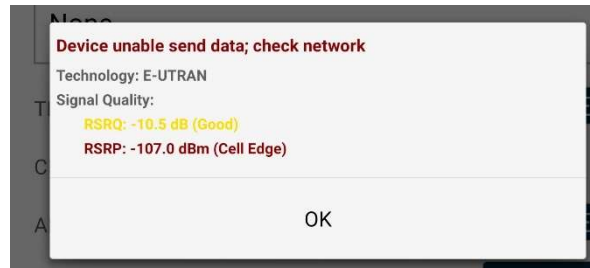 None
Device unable send data; check network
Technology: E-UTRAN
Signal Quality:
RSRQ: -10.5 dB (Good)
RSRP: -107.0 dBm (Cell Edge)
OK